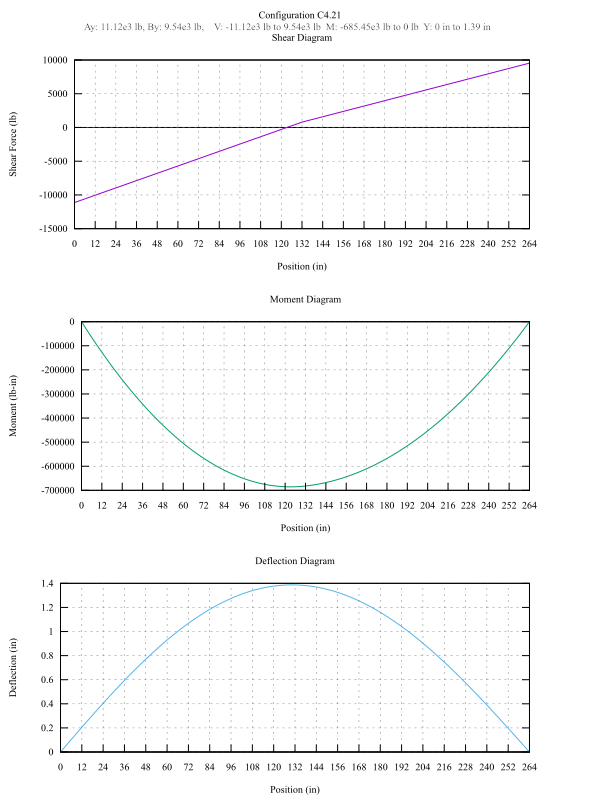 Configuration C4.21
Ay: 11.12e3 lb, By: 9.54e3 lb, V: -11.12e3 lb to 9.54e3 lb M: -685.45e3 lb to 0 lb Y: 0 in to 1.39 in
Shear Diagram
10000
5000
0
-5000
-10000
-15000
Shear Force (lb)
0 12 24 36 48 60 72 84 96 108 120 132 144 156 168 180 192 204 216 228 240 252 264
Position (in)
Moment Diagram
0
-100000
-200000
-300000
-400000
-500000
-600000
-700000
Moment (lb-in)
0 12 24 36 48 60 72 84 96 108 120 132 144 156 168 180 192 204 216 228 240 252 264
Position (in)
Deflection Diagram
1.4
1.2
1
0.8
0.6
0.4
0.2
0
Deflection (in)
0 12 24 36 48 60 72 84 96 108 120 132 144 156 168 180 192 204 216 228 240 252 264
Position (in)